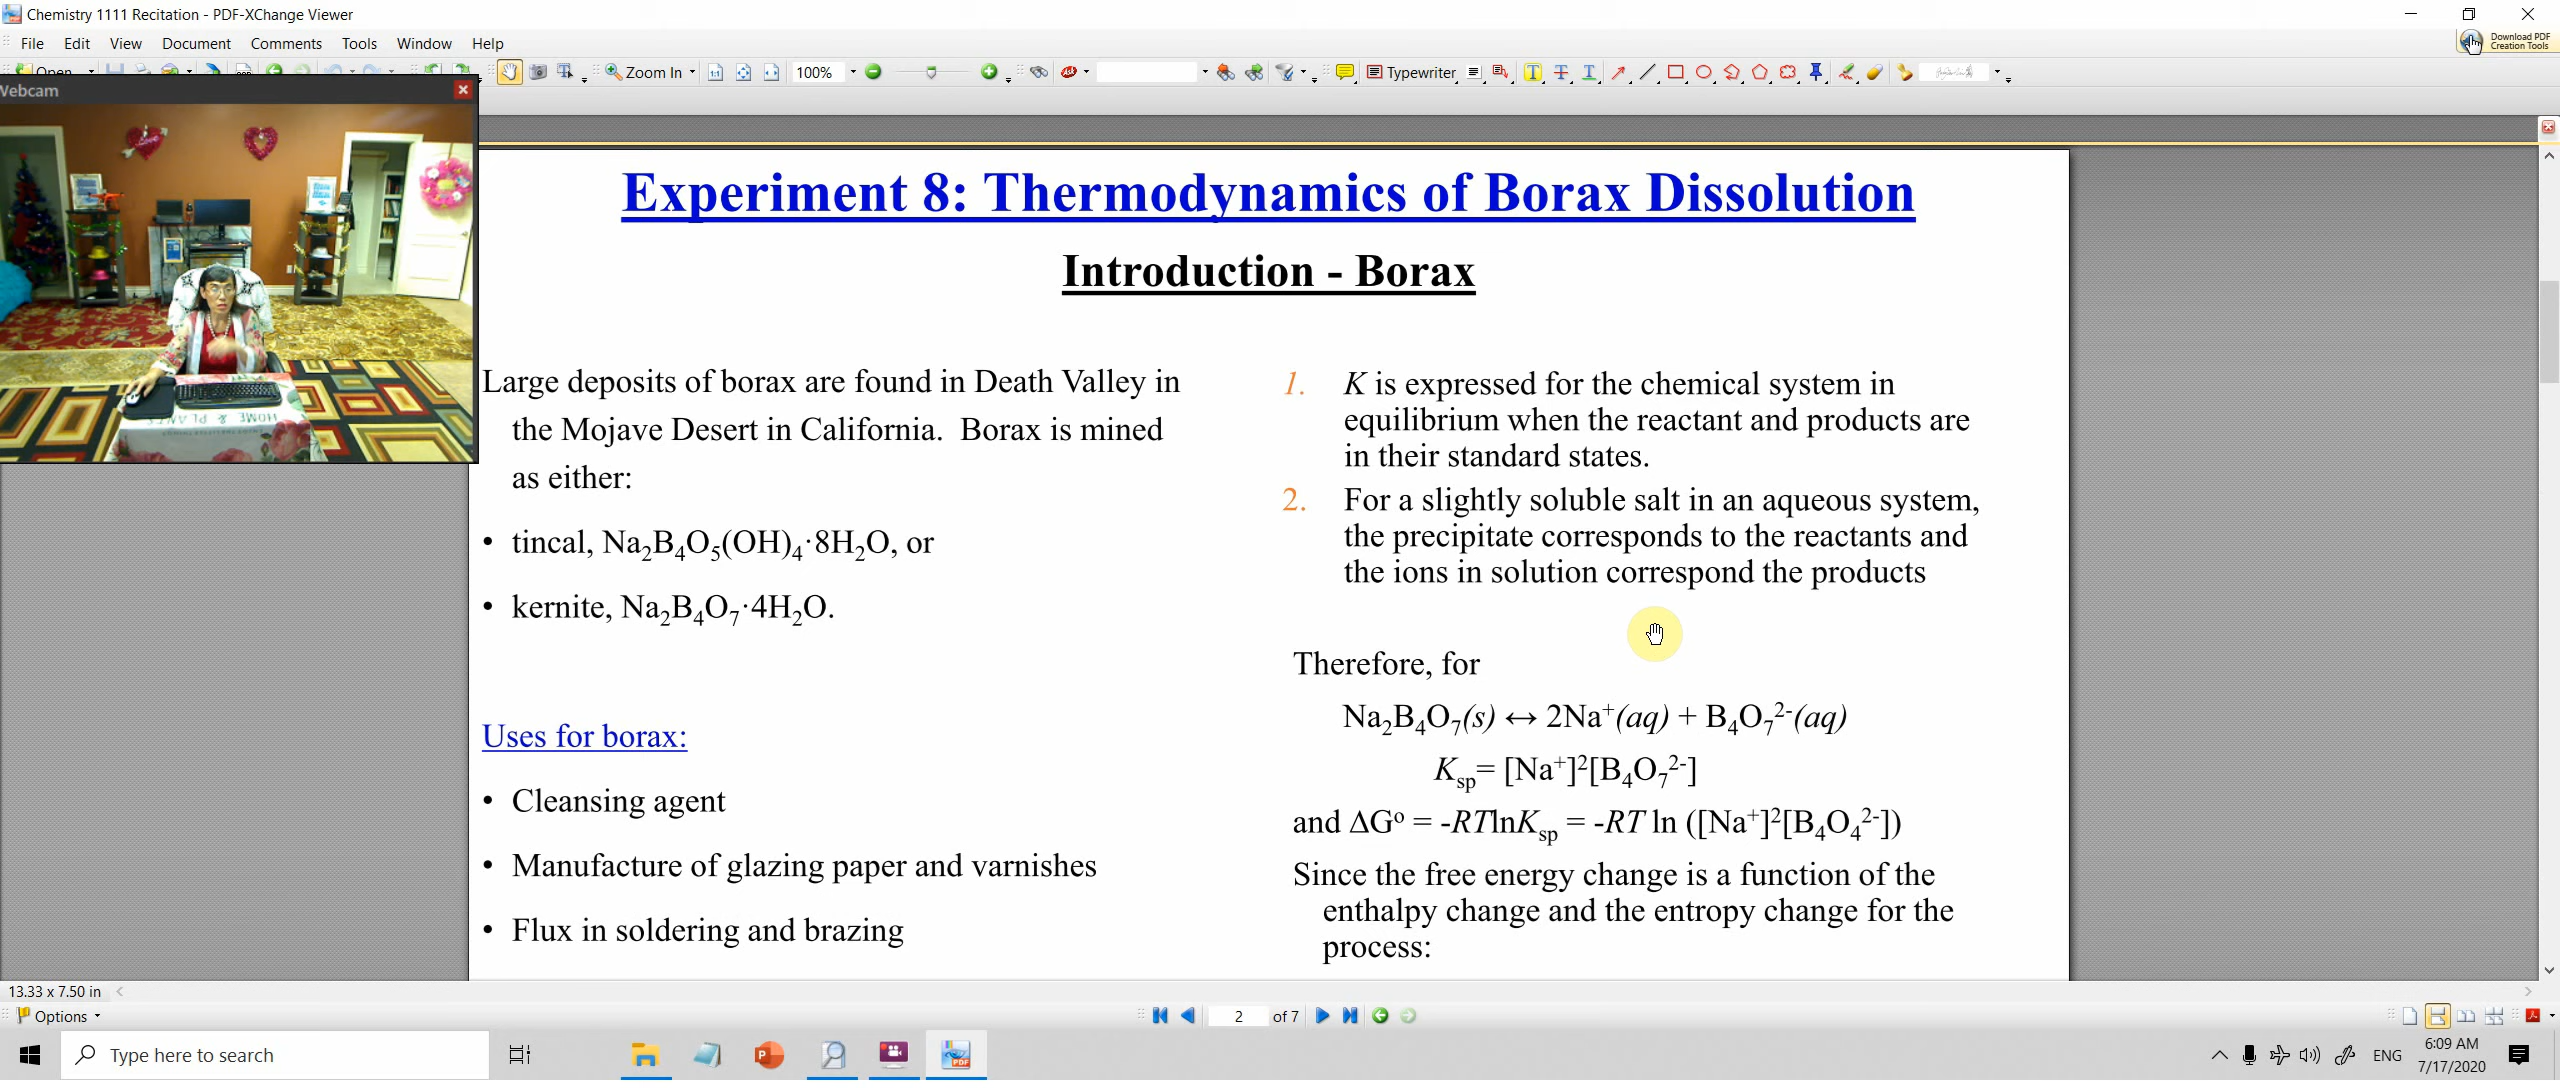 Chemistry 1111 Recitation - PDF-XChange Viewer
File Edit View Document Comments Tools Window Help
Download PDF
Creation Tools
Open Zoom In 100% Typewriter
Webcam
Experiment 8: Thermodynamics of Borax Dissolution
Introduction - Borax
Large deposits of borax are found in Death Valley in
the Mojave Desert in California. Borax is mined
as either:
• tincal, Na₂B₄O₅(OH)₄·8H₂O, or
• kernite, Na₂B₄O₇·4H₂O.
Uses for borax:
• Cleansing agent
• Manufacture of glazing paper and varnishes
• Flux in soldering and brazing
1. K is expressed for the chemical system in
equilibrium when the reactant and products are
in their standard states.
2. For a slightly soluble salt in an aqueous system,
the precipitate corresponds to the reactants and
the ions in solution correspond the products
Therefore, for
Na₂B₄O₇(s) ↔ 2Na⁺(aq) + B₄O₇²⁻(aq)
Ksp= [Na⁺]²[B₄O₇²⁻]
and ΔGº = -RTlnKsp = -RT ln ([Na⁺]²[B₄O₄²⁻])
Since the free energy change is a function of the
enthalpy change and the entropy change for the
process:
13.33 x 7.50 in
Options
2 of 7
Type here to search
ENG
6:09 AM
7/17/2020